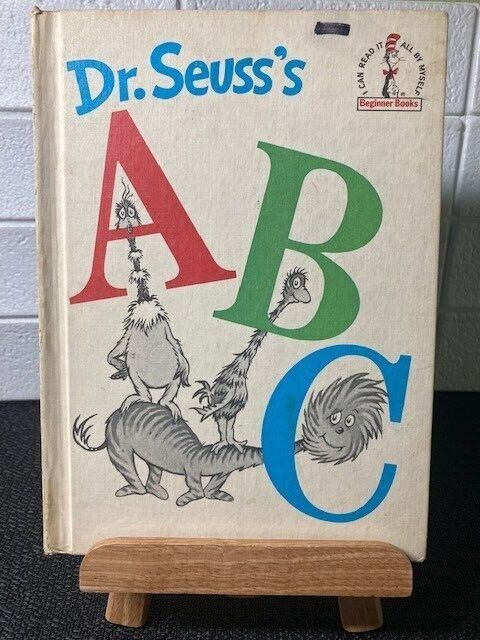 Dr. Seuss's
I CAN READ IT ALL BY MYSELF
Beginner Books
A
B
C